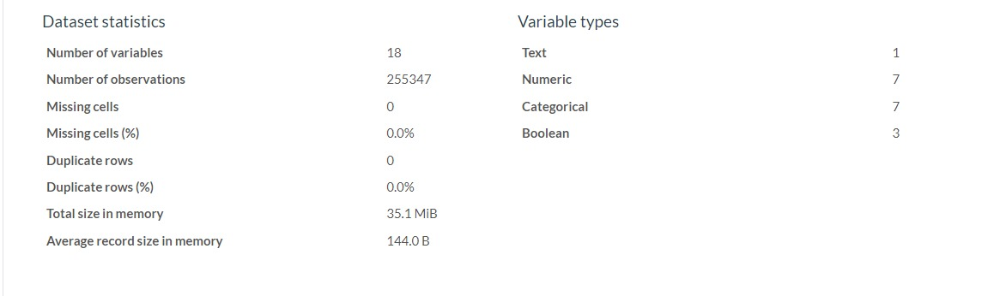 Dataset statistics
Number of variables 18
Number of observations 255347
Missing cells 0
Missing cells (%) 0.0%
Duplicate rows 0
Duplicate rows (%) 0.0%
Total size in memory 35.1 MiB
Average record size in memory 144.0 B
Variable types
Text 1
Numeric 7
Categorical 7
Boolean 3